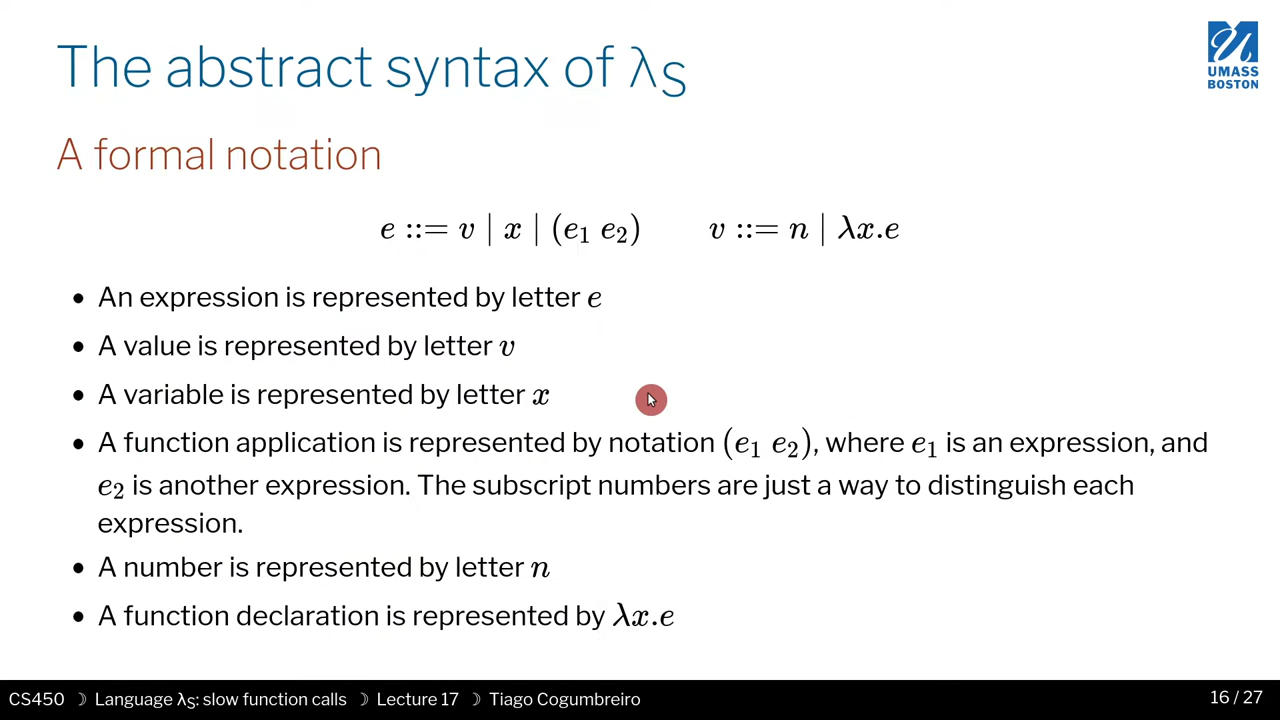 The abstract syntax of λS
UMASS
BOSTON
A formal notation
e ::= v | x | (e₁ e₂) v ::= n | λx.e
• An expression is represented by letter e
• A value is represented by letter v
• A variable is represented by letter x
• A function application is represented by notation (e₁ e₂), where e₁ is an expression, and
e₂ is another expression. The subscript numbers are just a way to distinguish each
expression.
• A number is represented by letter n
• A function declaration is represented by λx.e
CS450 ☽ Language λS: slow function calls ☽ Lecture 17 ☽ Tiago Cogumbreiro
16 / 27